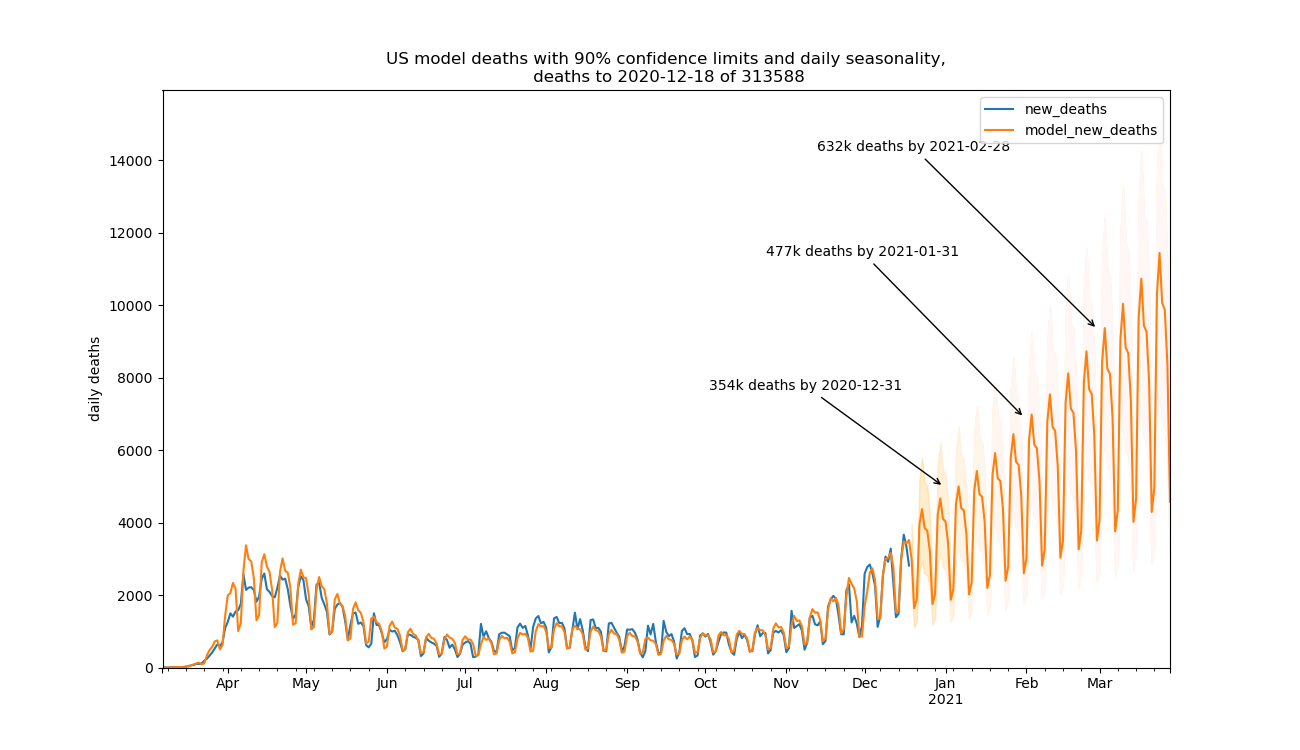 US model deaths with 90% confidence limits and daily seasonality,
deaths to 2020-12-18 of 313588
new_deaths
model_new_deaths
632k deaths by 2021-02-28
477k deaths by 2021-01-31
354k deaths by 2020-12-31
daily deaths
14000
12000
10000
8000
6000
4000
2000
0
Apr May Jun Jul Aug Sep Oct Nov Dec Jan Feb Mar
2021